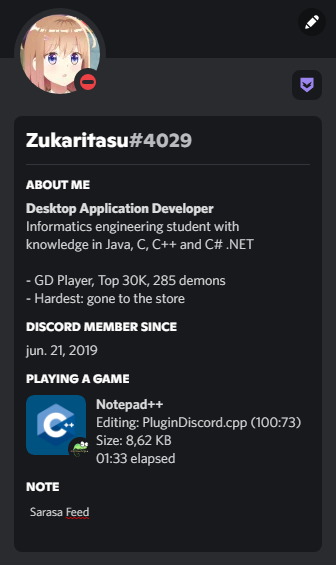 Zukaritasu#4029
ABOUT ME
Desktop Application Developer
Informatics engineering student with
knowledge in Java, C, C++ and C# .NET
- GD Player, Top 30K, 285 demons
- Hardest: gone to the store
DISCORD MEMBER SINCE
jun. 21, 2019
PLAYING A GAME
C++
Notepad++
Editing: PluginDiscord.cpp (100:73)
Size: 8,62 KB
01:33 elapsed
NOTE
Sarasa Feed